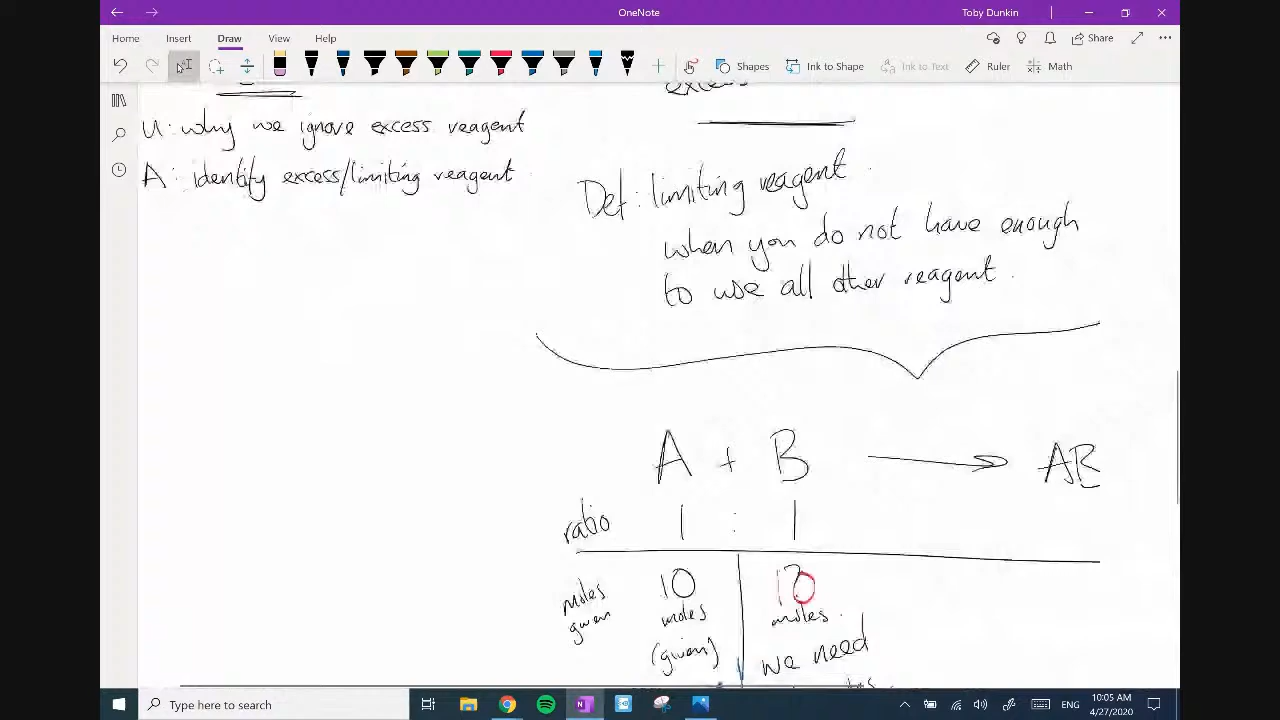 OneNote
Toby Dunkin
Home Insert Draw View Help
Share
Shapes
Ink to Shape
Ink to Text
Ruler
Math
excess
U: why we ignore excess reagent
A: identify excess/limiting reagent
Def: limiting reagent
when you do not have enough
to use all other reagent.
A + B → AB
ratio 1 : 1
moles given
10 moles (given)
10 moles.
we need
Type here to search
ENG
10:05 AM
4/27/2020